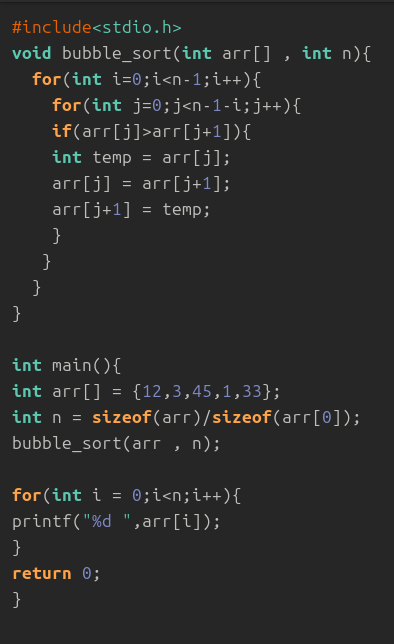 #include<stdio.h>
void bubble_sort(int arr[] , int n){
  for(int i=0;i<n-1;i++){
    for(int j=0;j<n-1-i;j++){
    if(arr[j]>arr[j+1]){
    int temp = arr[j];
    arr[j] = arr[j+1];
    arr[j+1] = temp;
    }
   }
  }
}

int main(){
int arr[] = {12,3,45,1,33};
int n = sizeof(arr)/sizeof(arr[0]);
bubble_sort(arr , n);

for(int i = 0;i<n;i++){
printf("%d ",arr[i]);
}
return 0;
}